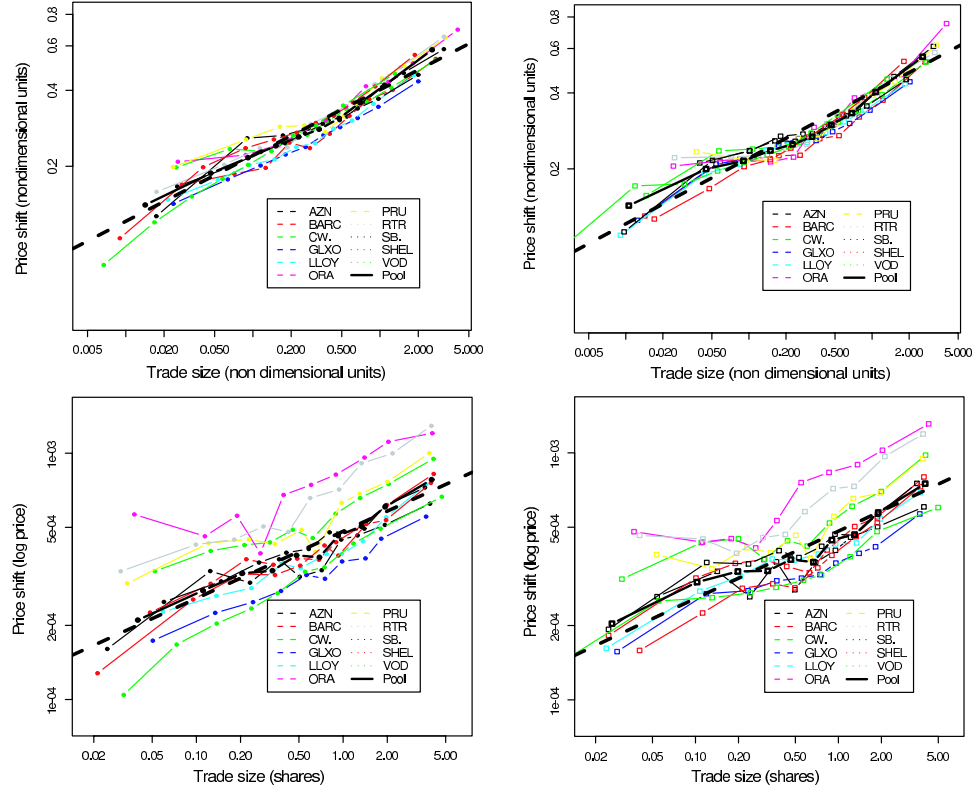 Price shift (nondimensional units)
0.8
0.4
0.2
AZN PRU
BARC RTR
CW. SB.
GLXO SHEL
LLOY VOD
ORA Pool
0.005 0.020 0.050 0.200 0.500 2.000 5.000
Trade size (non dimensional units)
Price shift (nondimensional units)
0.8
0.4
0.2
AZN PRU
BARC RTR
CW. SB.
GLXO SHEL
LLOY VOD
ORA Pool
0.005 0.020 0.050 0.200 0.500 2.000 5.000
Trade size (non dimensional units)
Price shift (log price)
1e-03
5e-04
2e-04
1e-04
AZN PRU
BARC RTR
CW. SB.
GLXO SHEL
LLOY VOD
ORA Pool
0.02 0.05 0.10 0.20 0.50 1.00 2.00 5.00
Trade size (shares)
Price shift (log price)
1e-03
5e-04
2e-04
1e-04
AZN PRU
BARC RTR
CW. SB.
GLXO SHEL
LLOY VOD
ORA Pool
0.02 0.05 0.10 0.20 0.50 1.00 2.00 5.00
Trade size (shares)